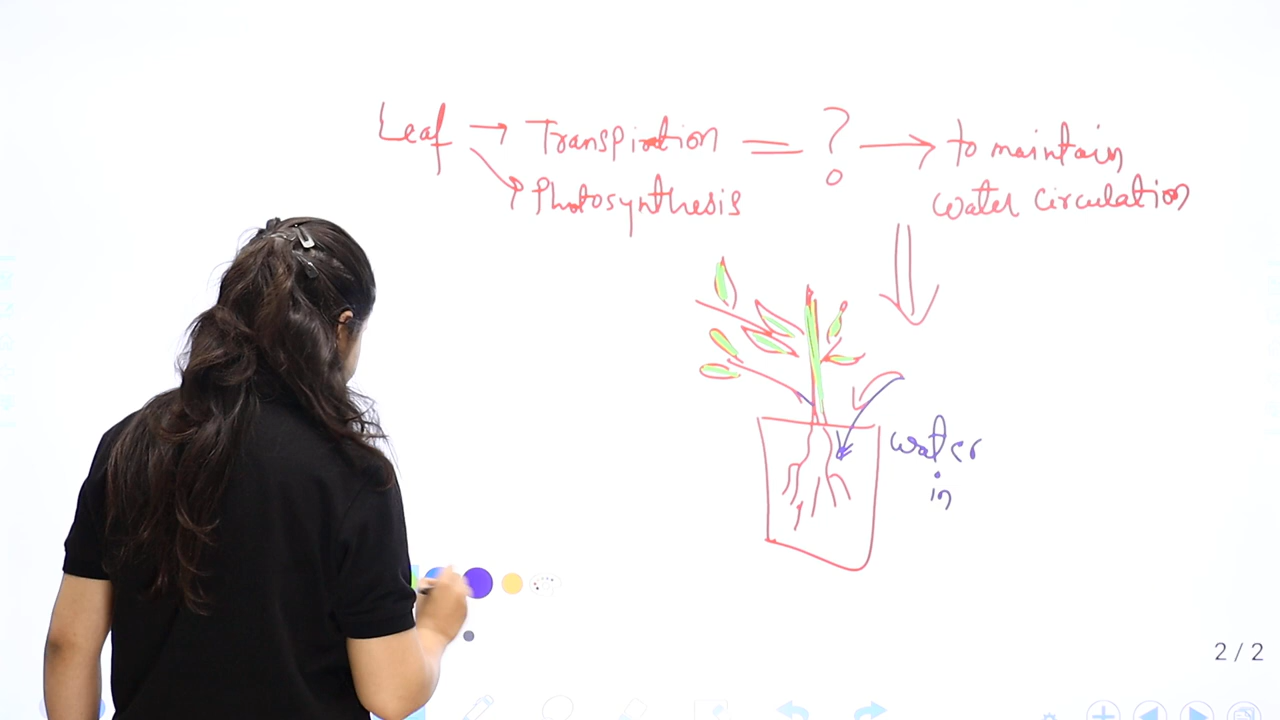 Leaf → Transpiration = ? → to maintain
Photosynthesis water circulation
water
in
2/2